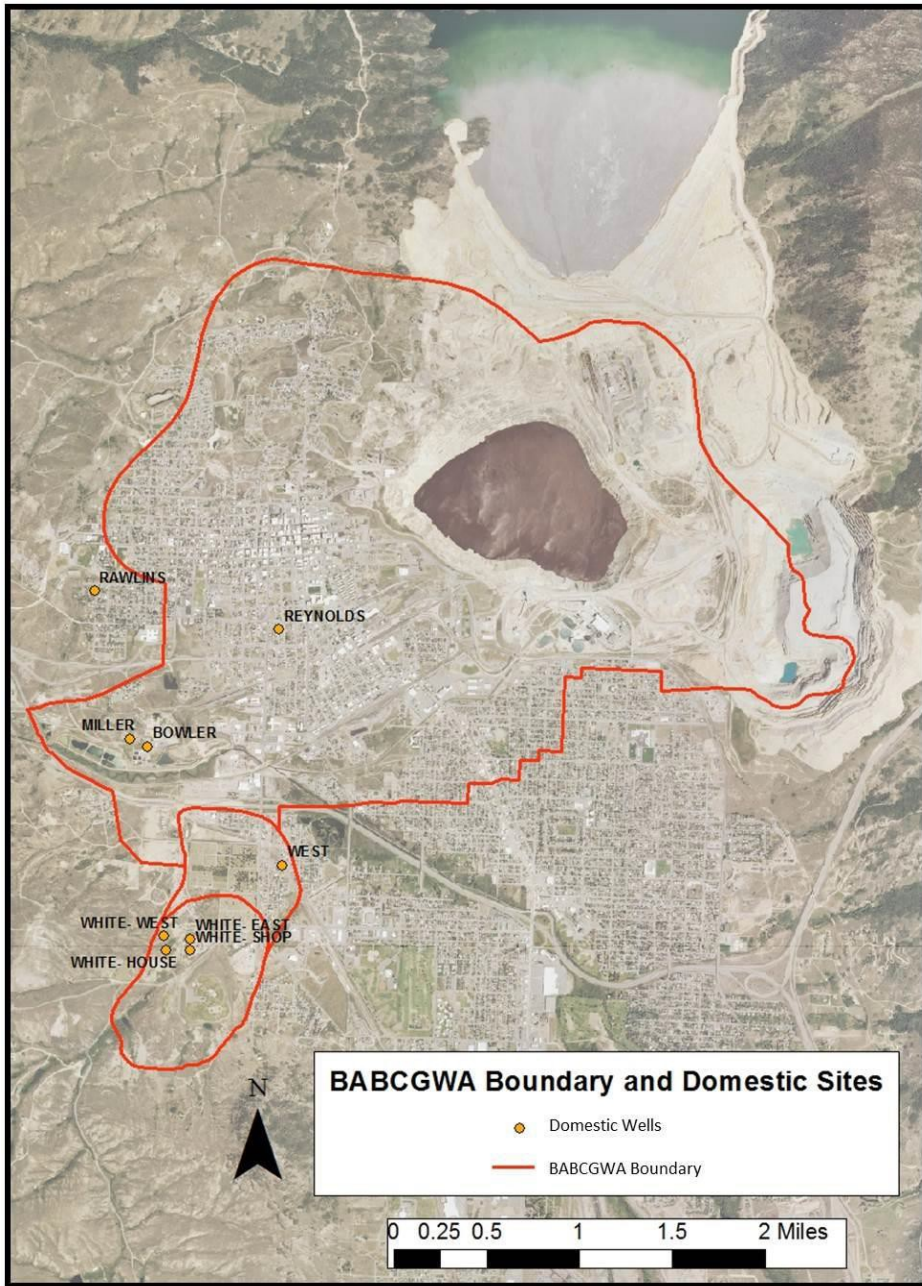 RAWLINS
REYNOLDS
MILLER
BOWLER
WEST
WHITE- WEST
WHITE- EAST
WHITE- SHOP
WHITE- HOUSE
N
BABCGWA Boundary and Domestic Sites
Domestic Wells
BABCGWA Boundary
0 0.25 0.5 1 1.5 2 Miles